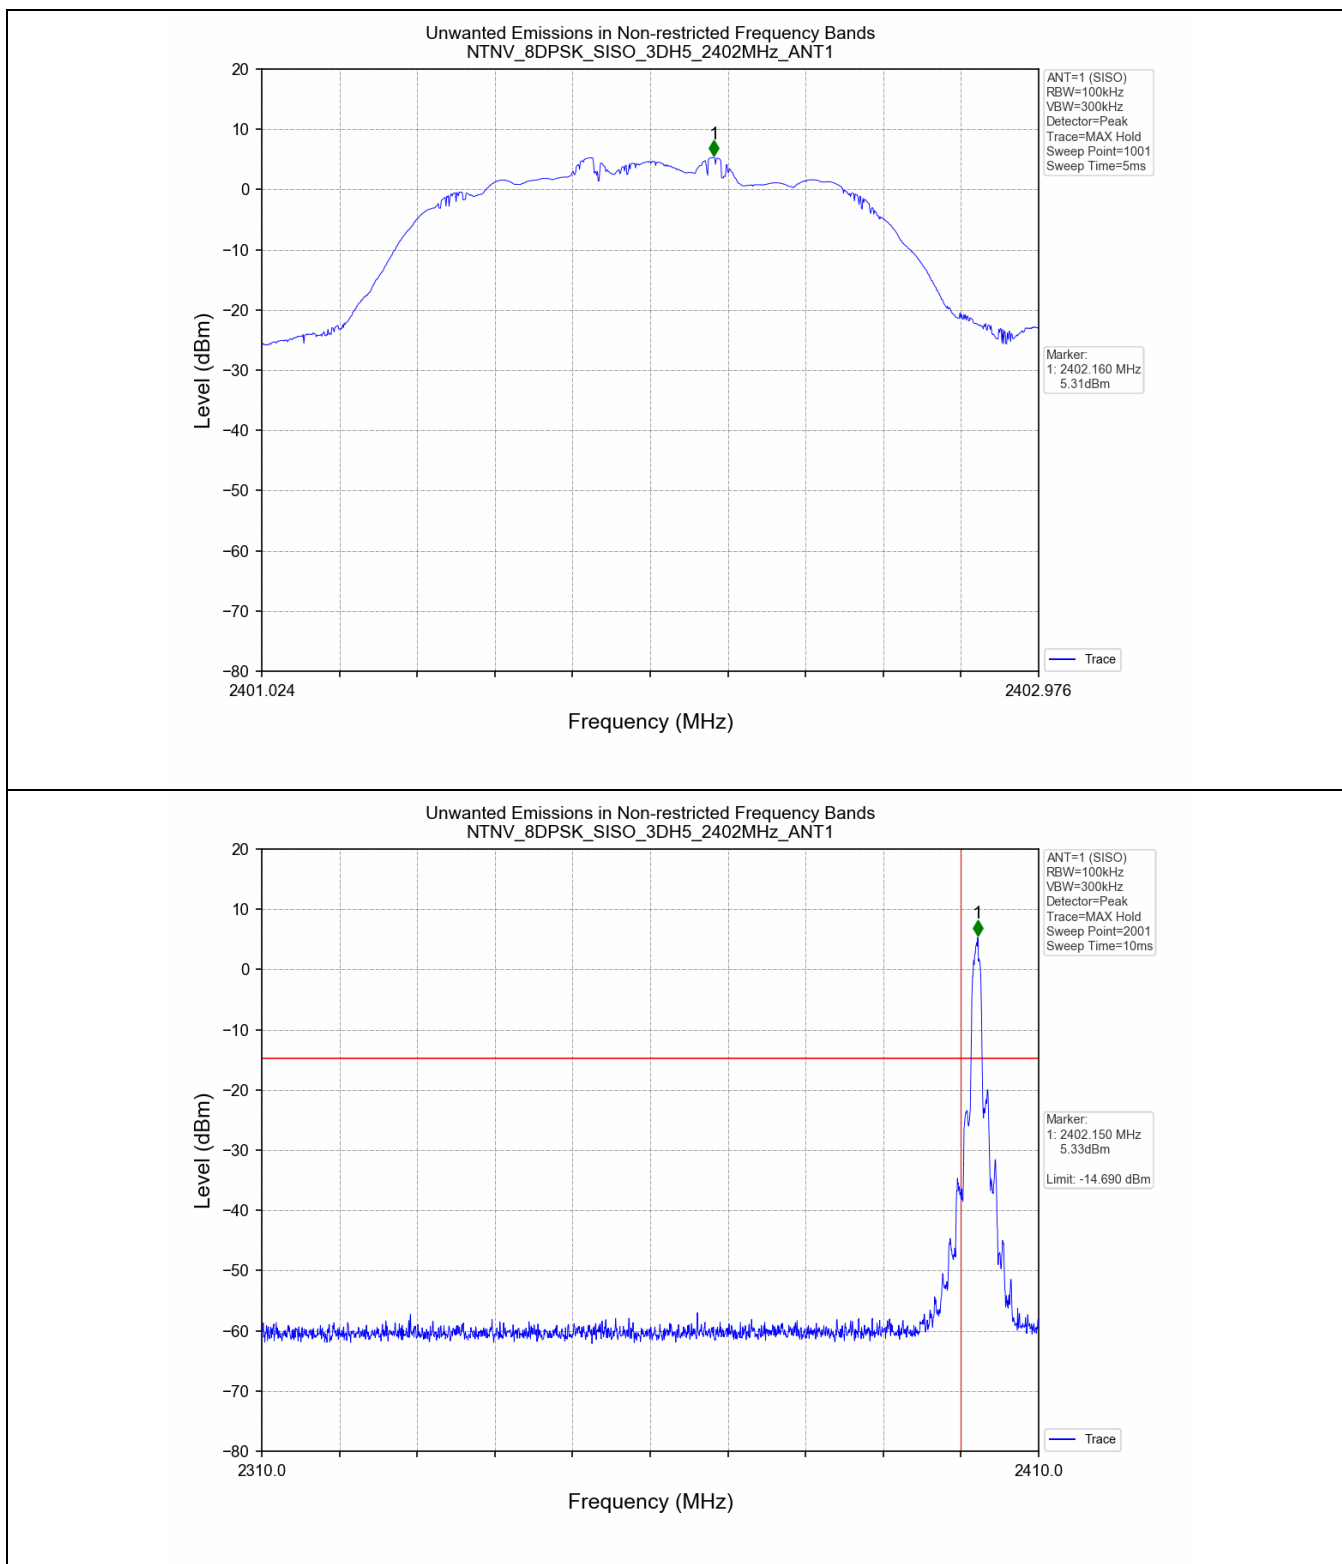 Unwanted Emissions in Non-restricted Frequency Bands
NTNV_8DPSK_SISO_3DH5_2402MHz_ANT1
20
10
0
−10
−20
−30
−40
−50
−60
−70
−80
Level (dBm)
1
ANT=1 (SISO)
RBW=100kHz
VBW=300kHz
Detector=Peak
Trace=MAX Hold
Sweep Point=1001
Sweep Time=5ms
Marker:
1: 2402.160 MHz
5.31dBm
Trace
2401.024
2402.976
Frequency (MHz)
Unwanted Emissions in Non-restricted Frequency Bands
NTNV_8DPSK_SISO_3DH5_2402MHz_ANT1
20
10
0
−10
−20
−30
−40
−50
−60
−70
−80
Level (dBm)
1
ANT=1 (SISO)
RBW=100kHz
VBW=300kHz
Detector=Peak
Trace=MAX Hold
Sweep Point=2001
Sweep Time=10ms
Marker:
1: 2402.150 MHz
5.33dBm
Limit: -14.690 dBm
Trace
2310.0
2410.0
Frequency (MHz)